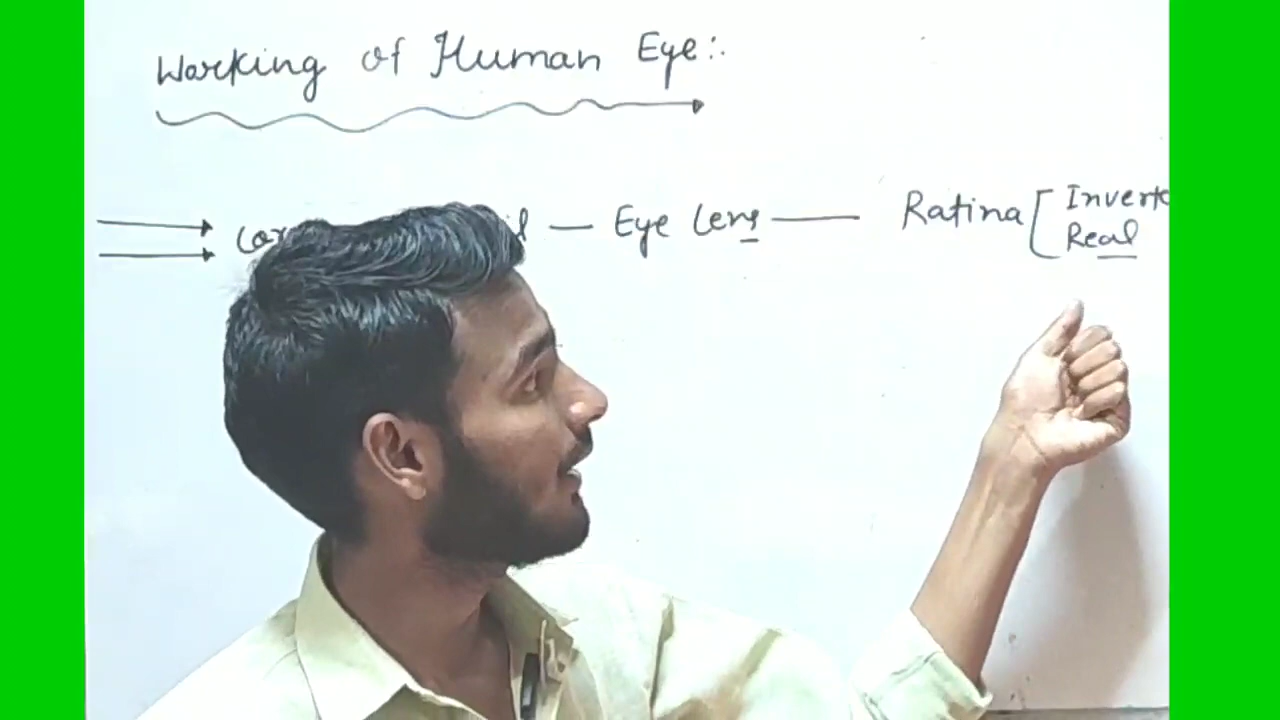 Working of Human Eye:.
— Eye Lens — Ratina [ Inverte
Real